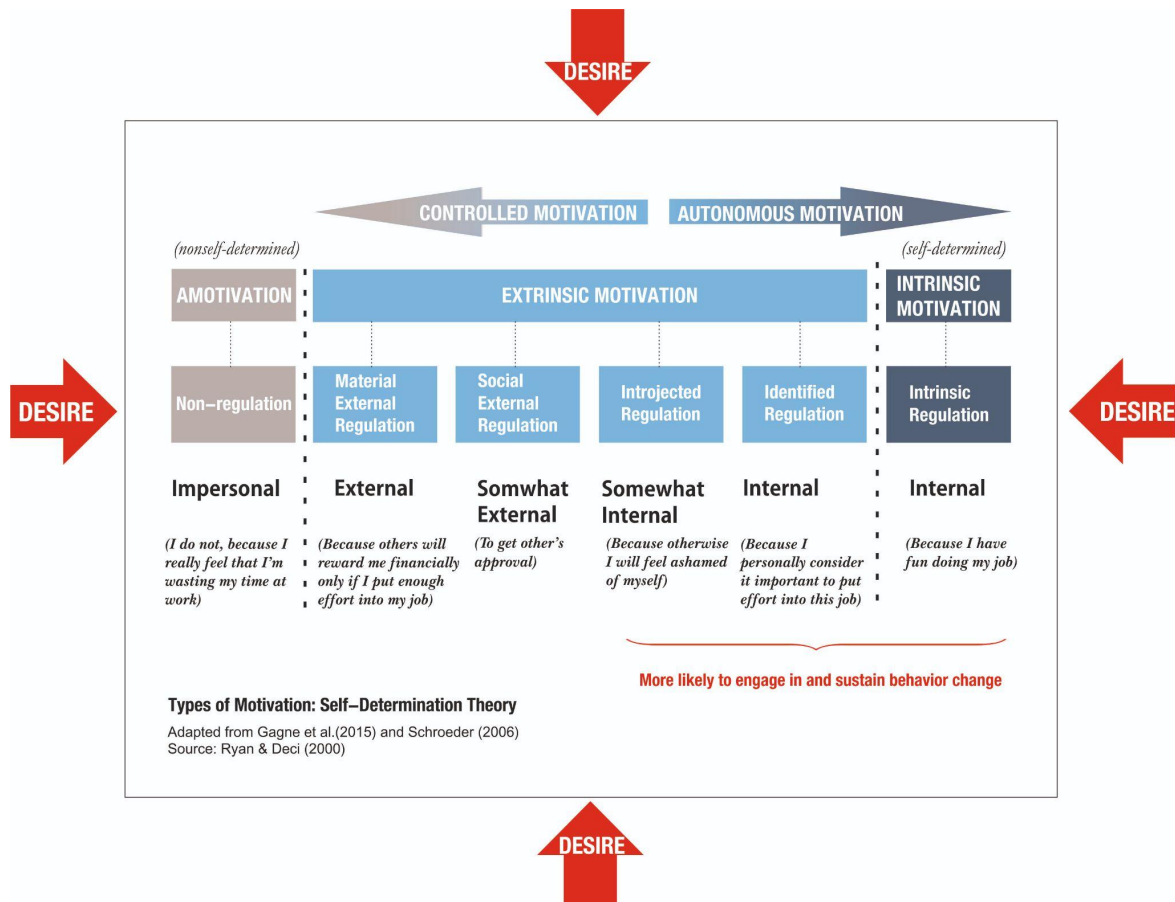 DESIRE
CONTROLLED MOTIVATION
AUTONOMOUS MOTIVATION
(nonself-determined)
(self-determined)
AMOTIVATION
EXTRINSIC MOTIVATION
INTRINSIC
MOTIVATION
DESIRE
Non–regulation
Material
External
Regulation
Social
External
Regulation
Introjected
Regulation
Identified
Regulation
Intrinsic
Regulation
DESIRE
Impersonal
External
Somwhat
External
Somewhat
Internal
Internal
Internal
(I do not, because I
really feel that I'm
wasting my time at
work)
(Because others will
reward me financially
only if I put enough
effort into my job)
(To get other's
approval)
(Because otherwise
I will feel ashamed
of myself)
(Because I
personally consider
it important to put
effort into this job)
(Because I have
fun doing my job)
More likely to engage in and sustain behavior change
Types of Motivation: Self–Determination Theory
Adapted from Gagne et al.(2015) and Schroeder (2006)
Source: Ryan & Deci (2000)
DESIRE